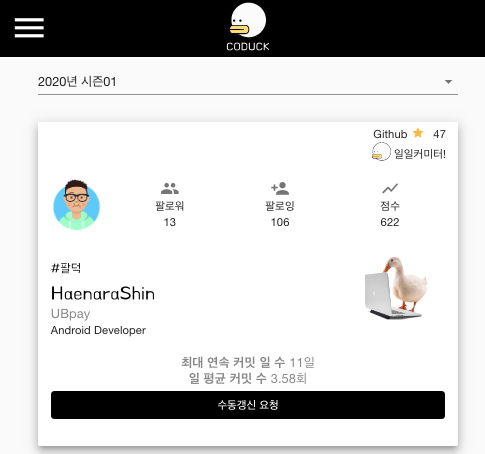 CODUCK
2020년 시즌01
Github 47
일일커미터!
팔로워 팔로잉 점수
13 106 622
#팔덕
HaenaraShin
UBpay
Android Developer
최대 연속 커밋 일 수 11일
일 평균 커밋 수 3.58회
수동갱신 요청